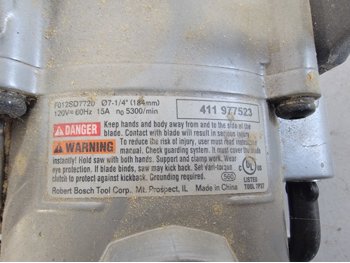 F012SD7720 Ø7-1/4" (184mm)
120V~ 60Hz 15A n₀ 5300/min
411 977523
DANGER Keep hands and body away from and to the side of the
blade. Contact with blade will result in serious injury.
WARNING To reduce the risk of injury, user must read instruction
manual. Check guarding system. It must cover the blade
instantly! Hold saw with both hands. Support and clamp work. Wear
eye protection. If blade binds, saw may kick back. Set vari-torque
clutch to protect against kickback. Grounding required.
Robert Bosch Tool Corp. Mt. Prospect, IL Made in China
UL
LISTED